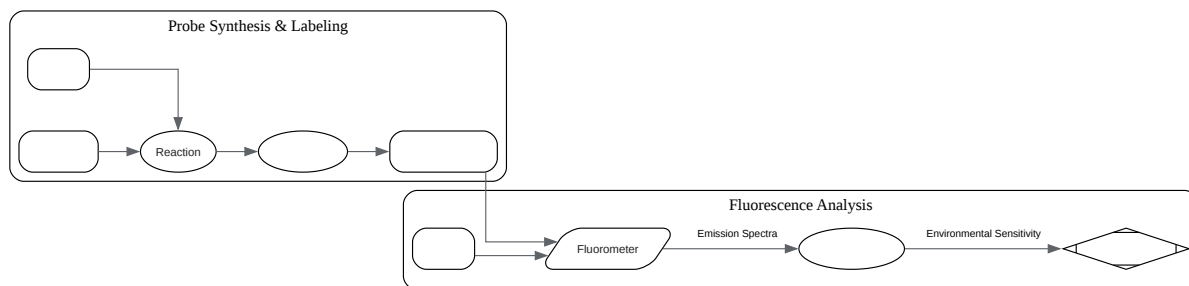 Probe Synthesis & Labeling
Reaction
Fluorescence Analysis
Fluorometer
Emission Spectra
Environmental Sensitivity